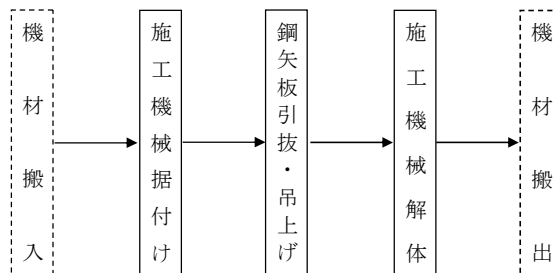 機材搬入
施工機械据付け
鋼矢板引抜・吊上げ
施工機械解体
機材搬出